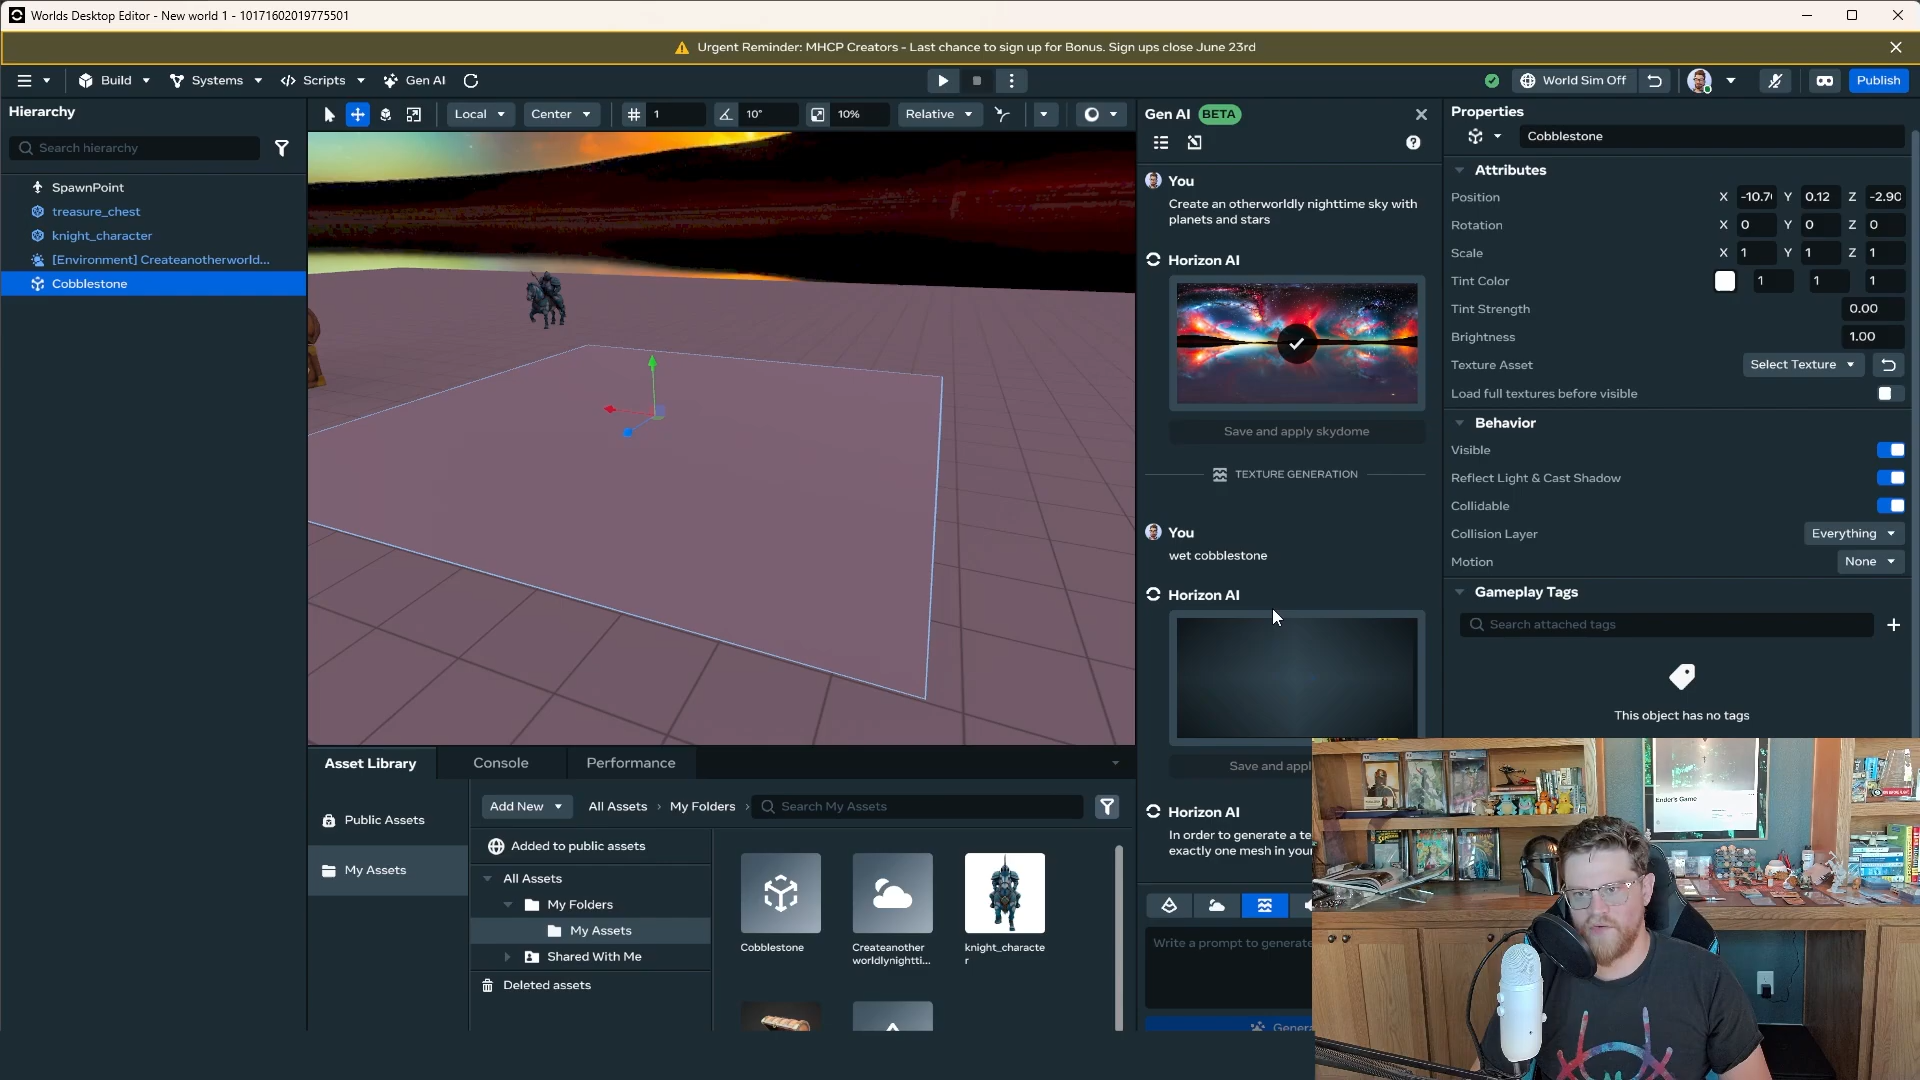 Worlds Desktop Editor - New world 1 - 10171602019775501
Urgent Reminder: MHCP Creators - Last chance to sign up for Bonus. Sign ups close June 23rd
Build
Systems
Scripts
Gen AI
World Sim Off
Publish
Hierarchy
Search hierarchy
SpawnPoint
treasure_chest
knight_character
[Environment] Createanotherworld...
Cobblestone
Local
Center
1
10°
10%
Relative
Gen AI BETA
You
Create an otherworldly nighttime sky with
planets and stars
Horizon AI
Save and apply skydome
TEXTURE GENERATION
You
wet cobblestone
Horizon AI
Save and appl
Horizon AI
In order to generate a te
exactly one mesh in your
Write a prompt to generate
Genera
Properties
Cobblestone
Attributes
Position X -10.7 Y 0.12 Z -2.90
Rotation X 0 Y 0 Z 0
Scale X 1 Y 1 Z 1
Tint Color 1 1 1
Tint Strength 0.00
Brightness 1.00
Texture Asset Select Texture
Load full textures before visible
Behavior
Visible
Reflect Light & Cast Shadow
Collidable
Collision Layer Everything
Motion None
Gameplay Tags
Search attached tags
This object has no tags
Asset Library
Console
Performance
Public Assets
My Assets
Add New
All Assets › My Folders ›
Search My Assets
Added to public assets
All Assets
My Folders
My Assets
Shared With Me
Deleted assets
Cobblestone
Createanother
worldlynightti...
knight_characte
r
Ender's Game